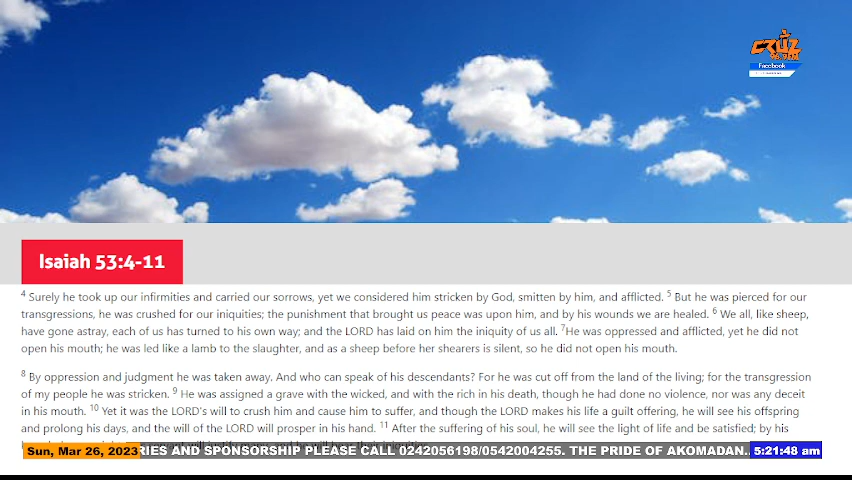 CRUZ
Facebook
Isaiah 53:4-11
4 Surely he took up our infirmities and carried our sorrows, yet we considered him stricken by God, smitten by him, and afflicted. 5 But he was pierced for our
transgressions, he was crushed for our iniquities; the punishment that brought us peace was upon him, and by his wounds we are healed. 6 We all, like sheep,
have gone astray, each of us has turned to his own way; and the LORD has laid on him the iniquity of us all. 7He was oppressed and afflicted, yet he did not
open his mouth; he was led like a lamb to the slaughter, and as a sheep before her shearers is silent, so he did not open his mouth.
8 By oppression and judgment he was taken away. And who can speak of his descendants? For he was cut off from the land of the living; for the transgression
of my people he was stricken. 9 He was assigned a grave with the wicked, and with the rich in his death, though he had done no violence, nor was any deceit
in his mouth. 10 Yet it was the LORD's will to crush him and cause him to suffer, and though the LORD makes his life a guilt offering, he will see his offspring
and prolong his days, and the will of the LORD will prosper in his hand. 11 After the suffering of his soul, he will see the light of life and be satisfied; by his
Sun, Mar 26, 2023 RIES AND SPONSORSHIP PLEASE CALL 0242056198/0542004255. THE PRIDE OF AKOMADAN.. 5:21:48 am